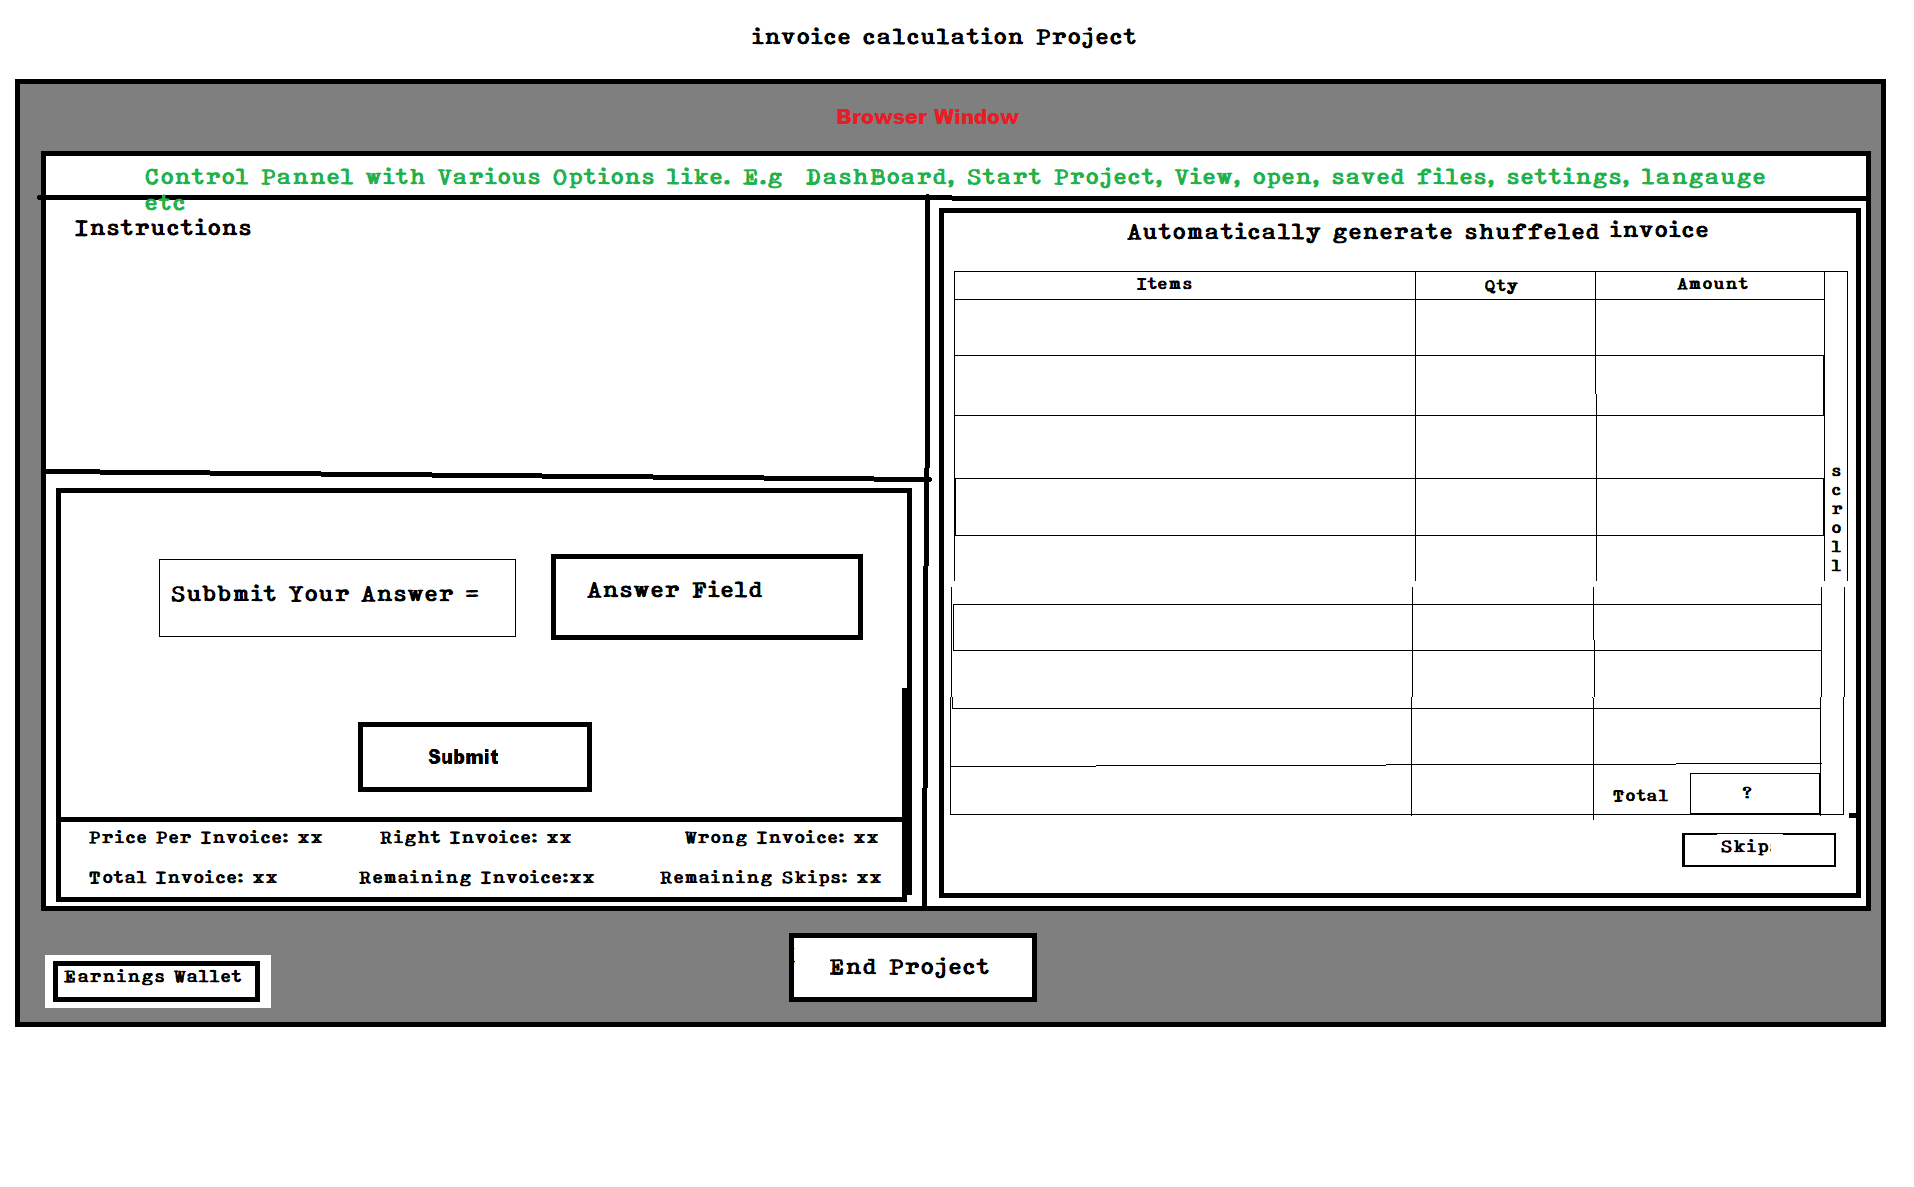 invoice calculation Project
Browser Window
Control Pannel with Various Options like. E.g  DashBoard, Start Project, View, open, saved files, settings, langauge
etc
Instructions
Automatically generate shuffeled invoice
Items Qty Amount
scroll
Subbmit Your Answer = Answer Field
Submit
Total ?
Skip
Price Per Invoice: xx Right Invoice: xx Wrong Invoice: xx
Total Invoice: xx Remaining Invoice:xx Remaining Skips: xx
End Project
Earnings Wallet